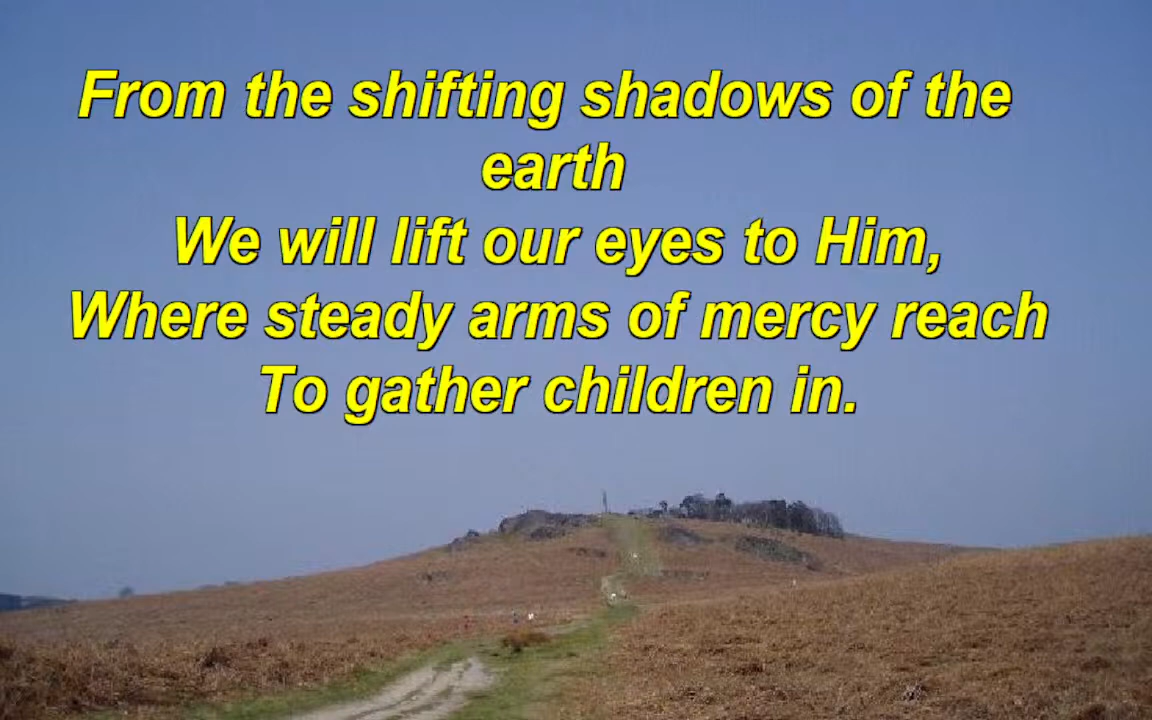 From the shifting shadows of the
earth
We will lift our eyes to Him,
Where steady arms of mercy reach
To gather children in.